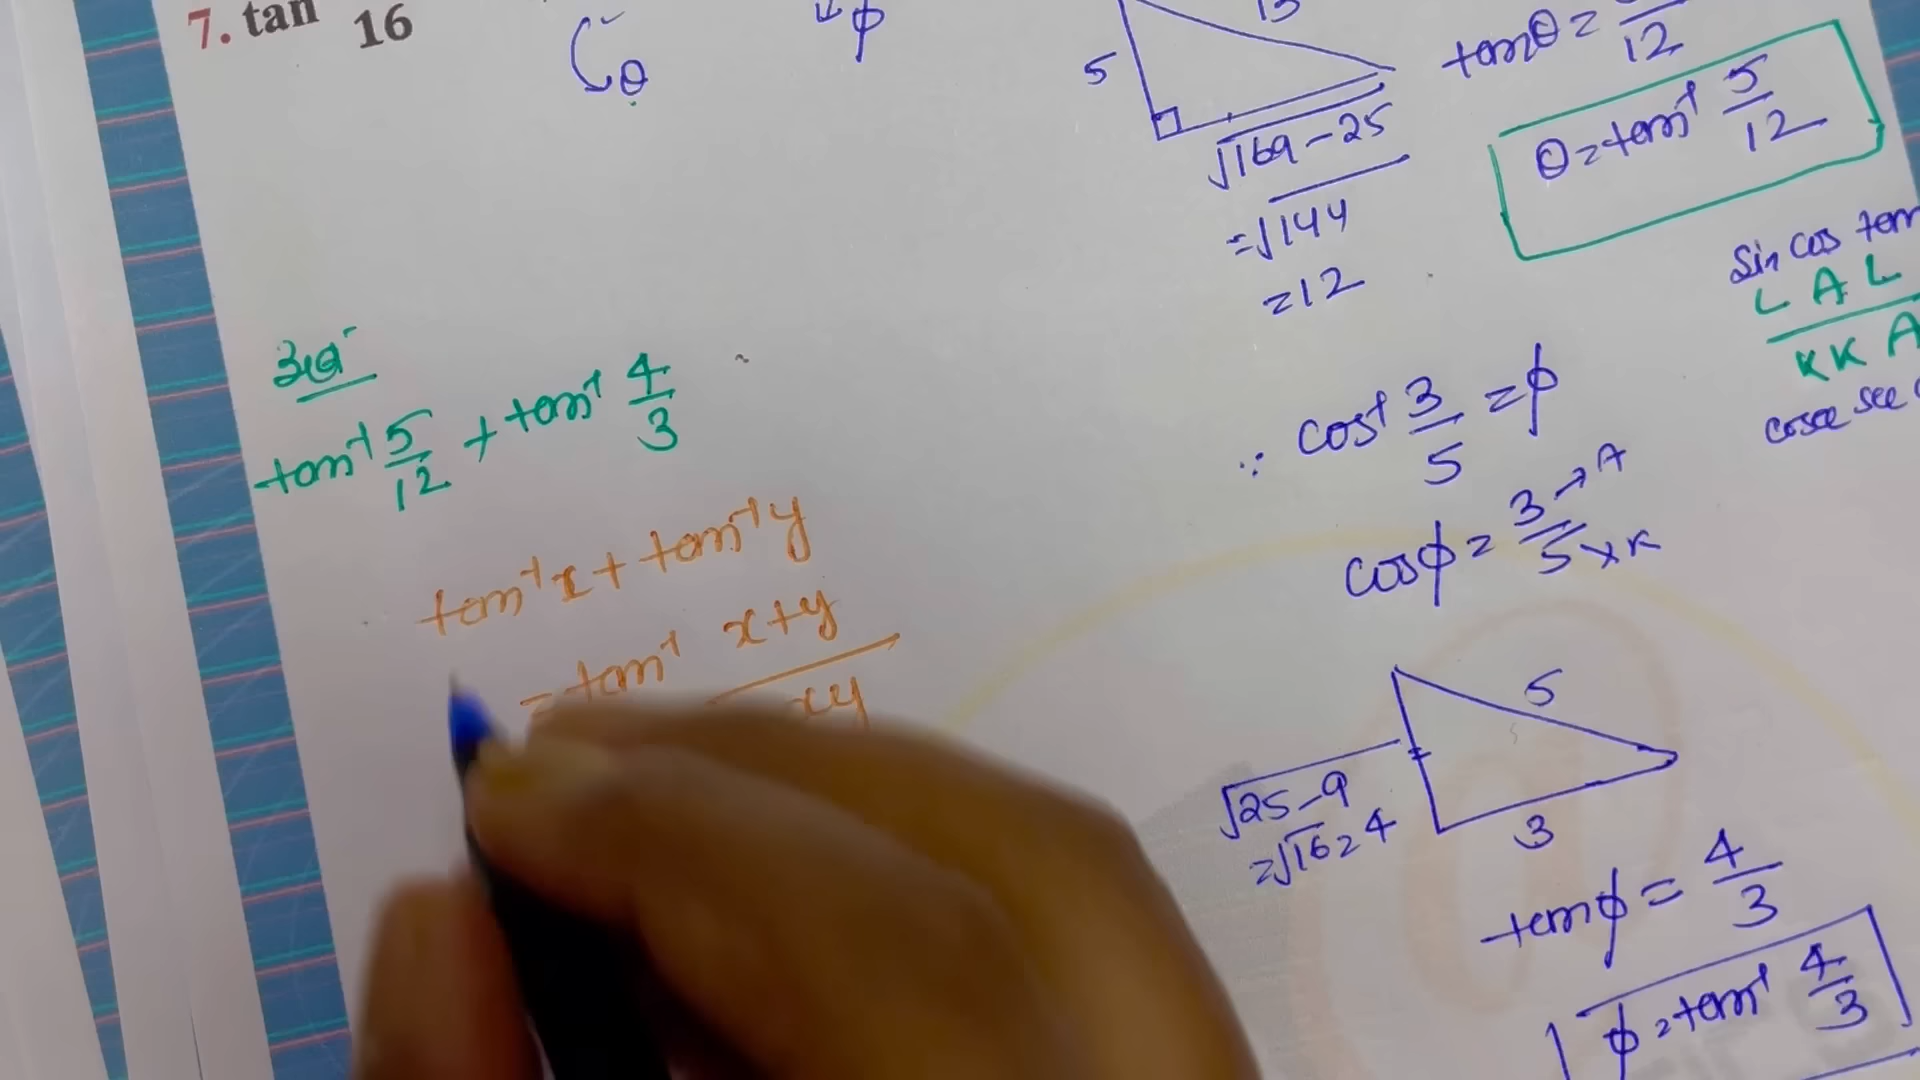 7. tan 16
θ
φ
5 13
√169-25
=√144
=12
tanθ = 12
θ=tan⁻¹ 5/12
sin cos tan
L A L
K K A
cosec sec
अब
tan⁻¹ 5/12 + tan⁻¹ 4/3
tan⁻¹x + tan⁻¹y
= tan⁻¹ x+y
xy
∵ cos⁻¹ 3/5 = φ
cosφ = 3→A/5→K
5
√25-9
=√16=4
3
tanφ = 4/3
φ=tan⁻¹ 4/3